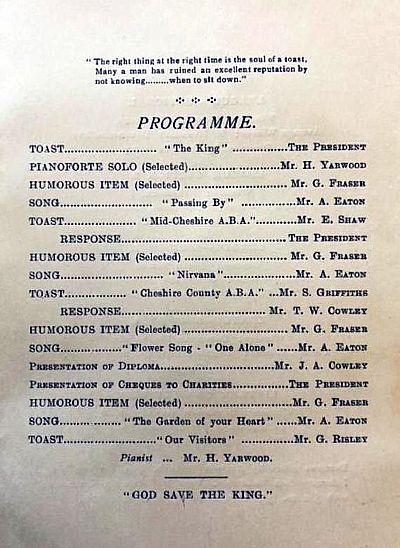 "The right thing at the right time is the soul of a toast,
Many a man has ruined an excellent reputation by
not knowing.........when to sit down."
PROGRAMME.
TOAST............................ "The King" ................THE PRESIDENT
PIANOFORTE SOLO (Selected)...........................Mr. H. YARWOOD
HUMOROUS ITEM (Selected) ............................... Mr. G. FRASER
SONG............................ "Passing By" ................Mr. A. EATON
TOAST.................... "Mid-Cheshire A.B.A."...........Mr. E. SHAW
RESPONSE................................................THE PRESIDENT
HUMOROUS ITEM (Selected) ............................... Mr. G. FRASER
SONG............................ "Nirvana" ...................Mr. A. EATON
TOAST.................. "Cheshire County A.B.A." ...Mr. S. GRIFFITHS
RESPONSE.......................................... Mr. T. W. COWLEY
HUMOROUS ITEM (Selected) ............................... Mr. G. FRASER
SONG..............."Flower Song - "One Alone" ......Mr. A. EATON
PRESENTATION OF DIPLOMA............................Mr. J. A. COWLEY
PRESENTATION OF CHEQUES TO CHARITIES...............THE PRESIDENT
HUMOROUS ITEM (Selected) ............................... Mr. G. FRASER
SONG.................."The Garden of your Heart" ......Mr. A. EATON
TOAST........................"Our Visitors" ................Mr. G. RISLEY
Pianist ... Mr. H. YARWOOD.
"GOD SAVE THE KING."